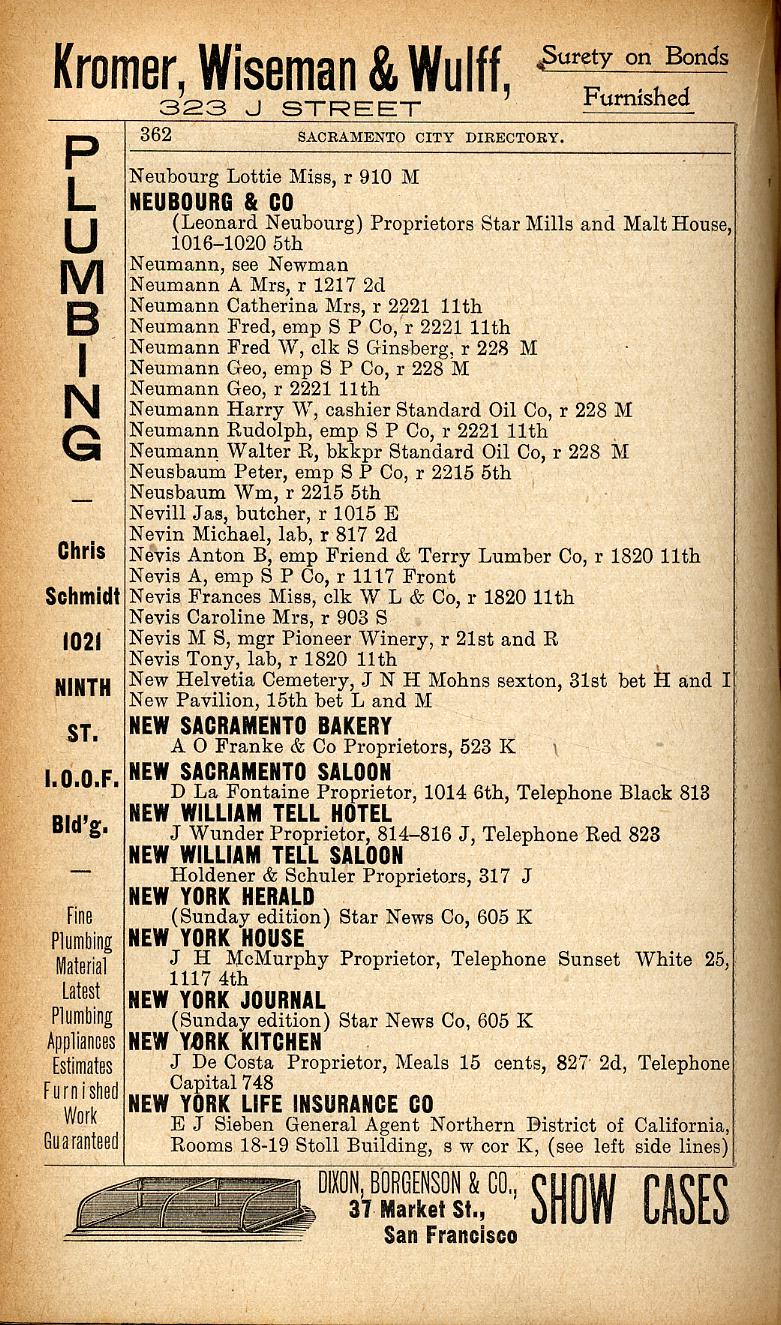 Kromer, Wiseman & Wulff,
323 J STREET
Surety on Bonds
Furnished
PLUMBING
—
Chris
Schmidt
1021
NINTH
ST.
I.O.O.F.
Bld'g.
—
Fine
Plumbing
Material
Latest
Plumbing
Appliances
Estimates
Furnished
Work
Guaranteed
362 SACRAMENTO CITY DIRECTORY.
Neubourg Lottie Miss, r 910 M
NEUBOURG & CO
(Leonard Neubourg) Proprietors Star Mills and Malt House,
1016–1020 5th
Neumann, see Newman
Neumann A Mrs, r 1217 2d
Neumann Catherina Mrs, r 2221 11th
Neumann Fred, emp S P Co, r 2221 11th
Neumann Fred W, clk S Ginsberg, r 228 M
Neumann Geo, emp S P Co, r 228 M
Neumann Geo, r 2221 11th
Neumann Harry W, cashier Standard Oil Co, r 228 M
Neumann Rudolph, emp S P Co, r 2221 11th
Neumann Walter R, bkkpr Standard Oil Co, r 228 M
Neusbaum Peter, emp S P Co, r 2215 5th
Neusbaum Wm, r 2215 5th
Nevill Jas, butcher, r 1015 E
Nevin Michael, lab, r 817 2d
Nevis Anton B, emp Friend & Terry Lumber Co, r 1820 11th
Nevis A, emp S P Co, r 1117 Front
Nevis Frances Miss, clk W L & Co, r 1820 11th
Nevis Caroline Mrs, r 903 S
Nevis M S, mgr Pioneer Winery, r 21st and R
Nevis Tony, lab, r 1820 11th
New Helvetia Cemetery, J N H Mohns sexton, 31st bet H and I
New Pavilion, 15th bet L and M
NEW SACRAMENTO BAKERY
A O Franke & Co Proprietors, 523 K
NEW SACRAMENTO SALOON
D La Fontaine Proprietor, 1014 6th, Telephone Black 813
NEW WILLIAM TELL HOTEL
J Wunder Proprietor, 814–816 J, Telephone Red 823
NEW WILLIAM TELL SALOON
Holdener & Schuler Proprietors, 317 J
NEW YORK HERALD
(Sunday edition) Star News Co, 605 K
NEW YORK HOUSE
J H McMurphy Proprietor, Telephone Sunset White 25,
1117 4th
NEW YORK JOURNAL
(Sunday edition) Star News Co, 605 K
NEW YORK KITCHEN
J De Costa Proprietor, Meals 15 cents, 827 2d, Telephone
Capital 748
NEW YORK LIFE INSURANCE CO
E J Sieben General Agent Northern District of California,
Rooms 18-19 Stoll Building, s w cor K, (see left side lines)
DIXON, BORGENSON & CO.,
37 Market St.,
San Francisco
SHOW CASES